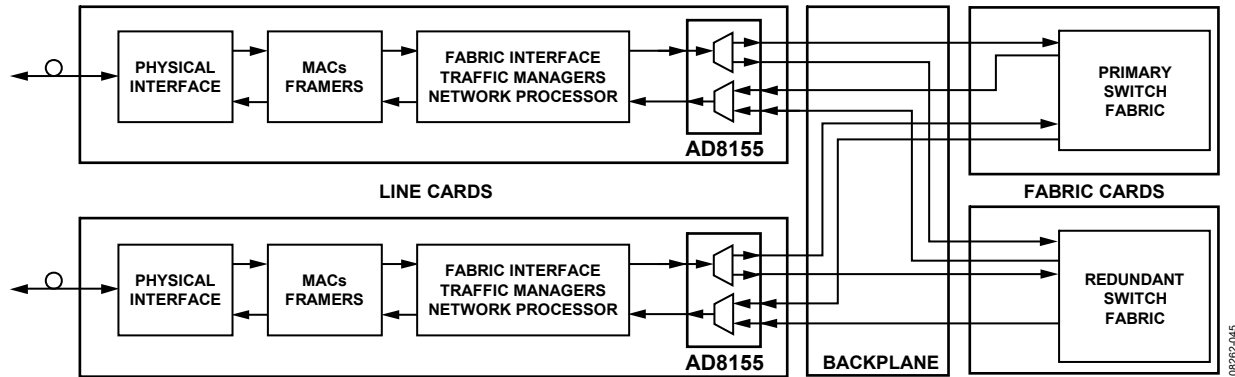 PHYSICAL
INTERFACE
MACs
FRAMERS
FABRIC INTERFACE
TRAFFIC MANAGERS
NETWORK PROCESSOR
AD8155
PRIMARY
SWITCH
FABRIC
LINE CARDS
FABRIC CARDS
PHYSICAL
INTERFACE
MACs
FRAMERS
FABRIC INTERFACE
TRAFFIC MANAGERS
NETWORK PROCESSOR
AD8155
BACKPLANE
REDUNDANT
SWITCH
FABRIC
08262-045